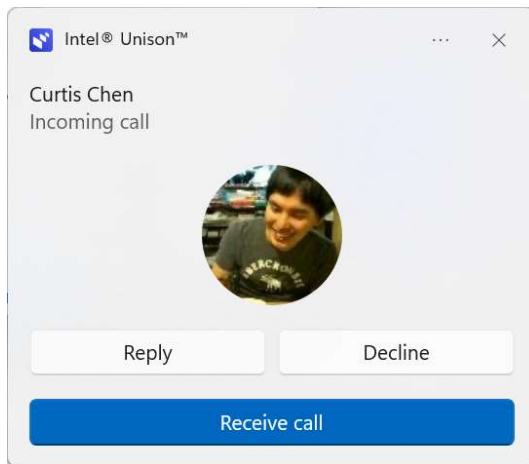 Intel® Unison™
Curtis Chen
Incoming call
Reply
Decline
Receive call